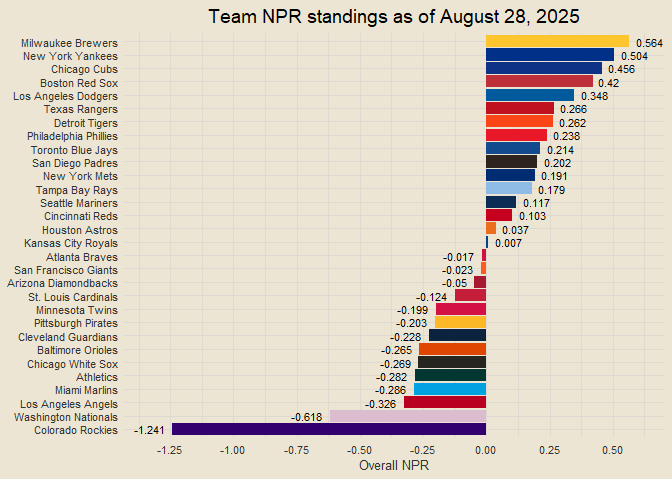 Team NPR standings as of August 28, 2025
Milwaukee Brewers 0.564
New York Yankees 0.504
Chicago Cubs 0.456
Boston Red Sox 0.42
Los Angeles Dodgers 0.348
Texas Rangers 0.266
Detroit Tigers 0.262
Philadelphia Phillies 0.238
Toronto Blue Jays 0.214
San Diego Padres 0.202
New York Mets 0.191
Tampa Bay Rays 0.179
Seattle Mariners 0.117
Cincinnati Reds 0.103
Houston Astros 0.037
Kansas City Royals 0.007
Atlanta Braves -0.017
San Francisco Giants -0.023
Arizona Diamondbacks -0.05
St. Louis Cardinals -0.124
Minnesota Twins -0.199
Pittsburgh Pirates -0.203
Cleveland Guardians -0.228
Baltimore Orioles -0.265
Chicago White Sox -0.269
Athletics -0.282
Miami Marlins -0.286
Los Angeles Angels -0.326
Washington Nationals -0.618
Colorado Rockies -1.241
-1.25 -1.00 -0.75 -0.50 -0.25 0.00 0.25 0.50
Overall NPR